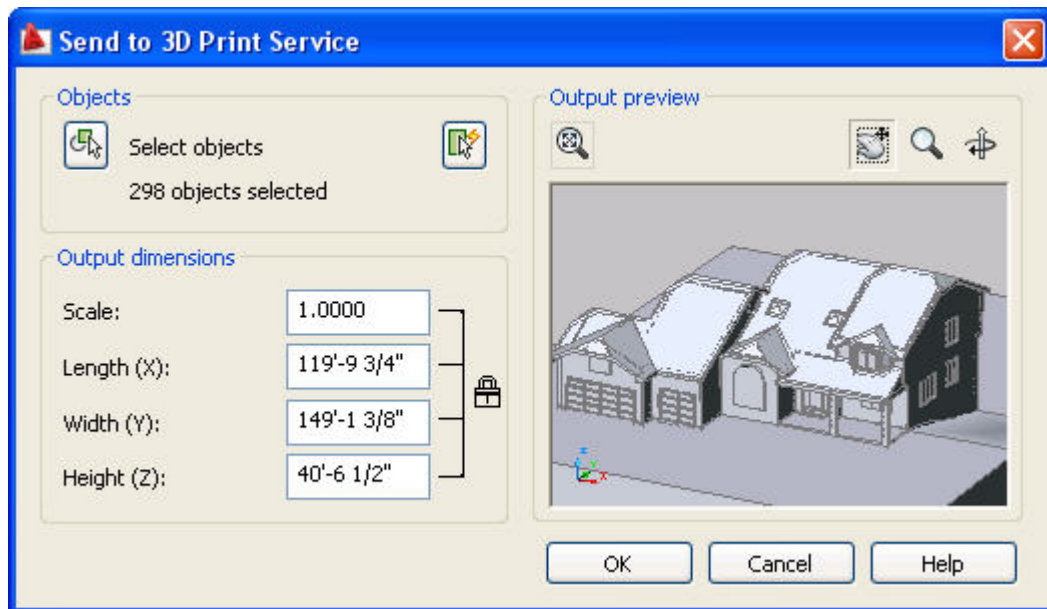 Send to 3D Print Service
Objects
Select objects
298 objects selected
Output dimensions
Scale: 1.0000
Length (X): 119'-9 3/4"
Width (Y): 149'-1 3/8"
Height (Z): 40'-6 1/2"
Output preview
OK Cancel Help